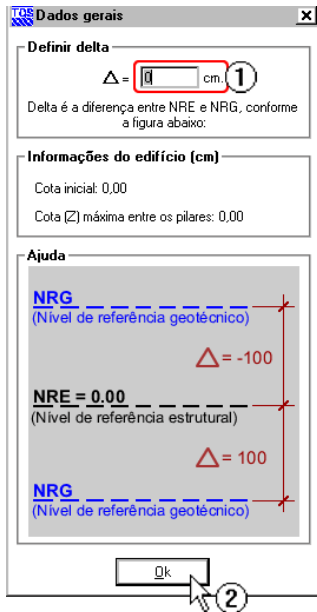 TQS Dados gerais
Definir delta
Δ = 0 cm. 1
Delta é a diferença entre NRE e NRG, conforme
a figura abaixo:
Informações do edifício (cm)
Cota inicial: 0,00
Cota (Z) máxima entre os pilares: 0,00
Ajuda
NRG
(Nível de referência geotécnico)
Δ = -100
NRE = 0.00
(Nível de referência estrutural)
Δ = 100
NRG
(Nível de referência geotécnico)
Ok
2